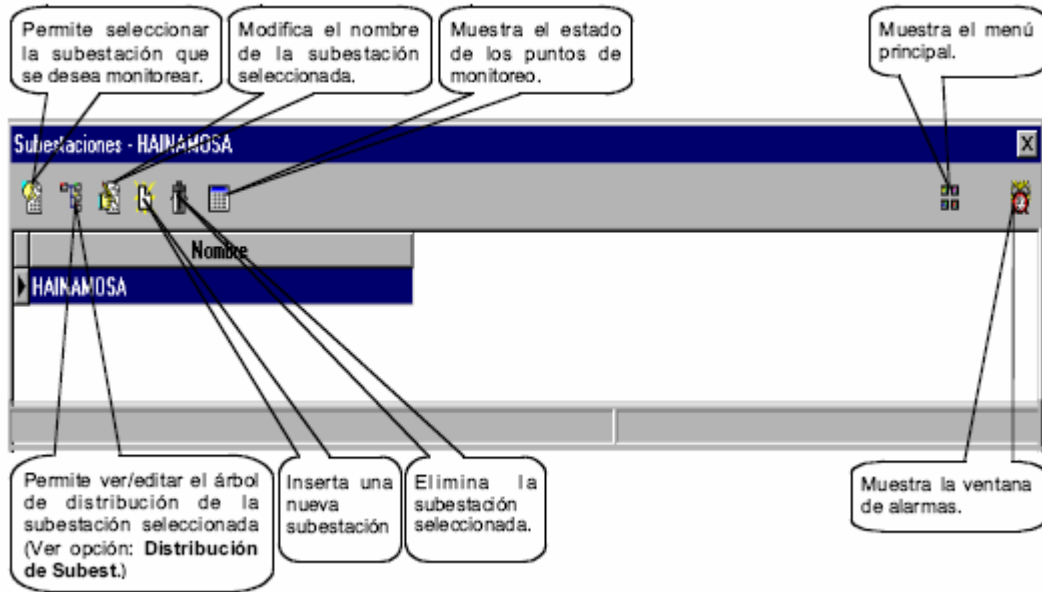 Permite seleccionar
la subestación que
se desea monitorear.
Modifica el nombre
de la subestación
seleccionada.
Muestra el estado
de los puntos de
monitoreo.
Muestra el menú
principal.
Subestaciones - HAINAMOSA
Nombre
HAINAMOSA
Permite ver/editar el árbol
de distribución de la
subestación seleccionada
(Ver opción: Distribución
de Subest.)
Inserta una
nueva
subestación
Elimina la
subestación
seleccionada.
Muestra la ventana
de alarmas.